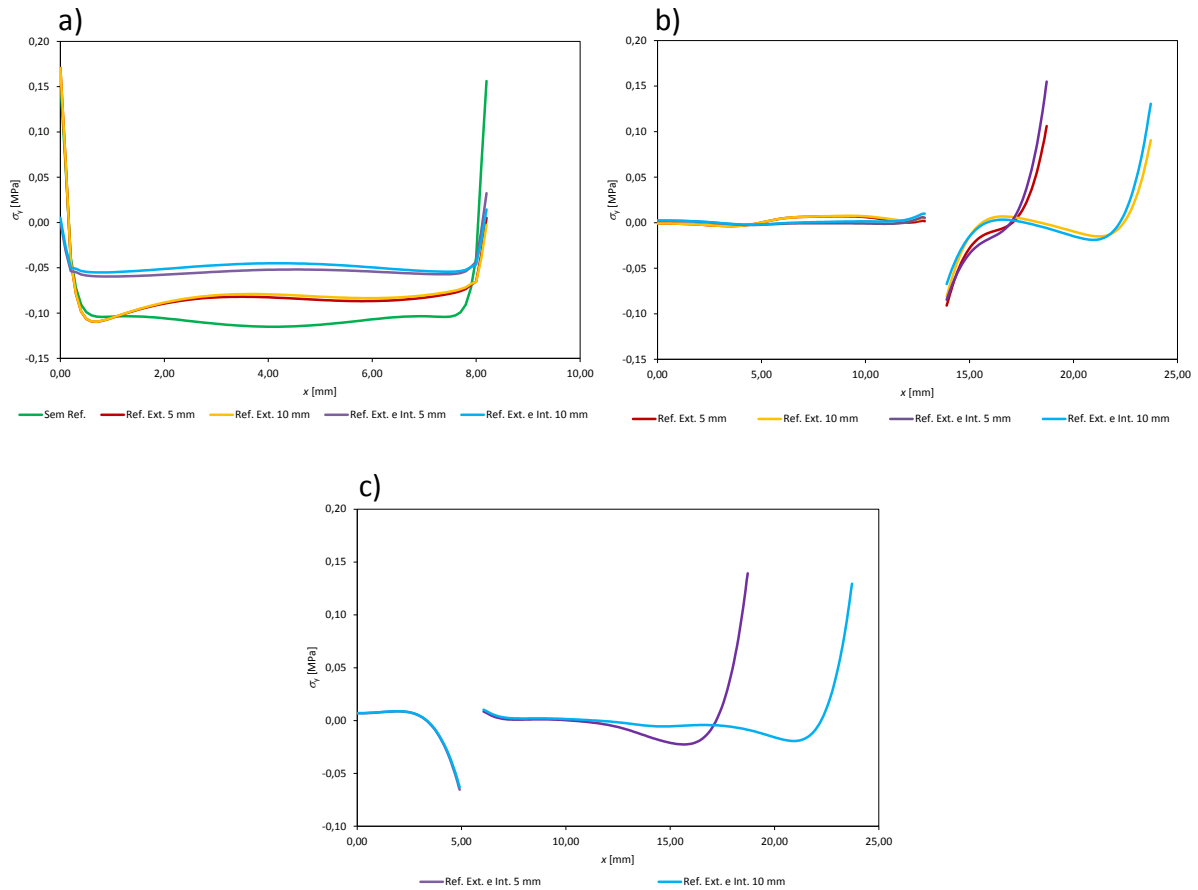 a)
0,20
0,15
0,10
0,05
0,00
-0,05
-0,10
-0,15
σy [MPa]
0,00 2,00 4,00 6,00 8,00 10,00
x [mm]
Sem Ref. Ref. Ext. 5 mm Ref. Ext. 10 mm Ref. Ext. e Int. 5 mm Ref. Ext. e Int. 10 mm
b)
0,20
0,15
0,10
0,05
0,00
-0,05
-0,10
-0,15
σy [MPa]
0,00 5,00 10,00 15,00 20,00 25,00
x [mm]
Ref. Ext. 5 mm Ref. Ext. 10 mm Ref. Ext. e Int. 5 mm Ref. Ext. e Int. 10 mm
c)
0,20
0,15
0,10
0,05
0,00
-0,05
-0,10
σy [MPa]
0,00 5,00 10,00 15,00 20,00 25,00
x [mm]
Ref. Ext. e Int. 5 mm Ref. Ext. e Int. 10 mm